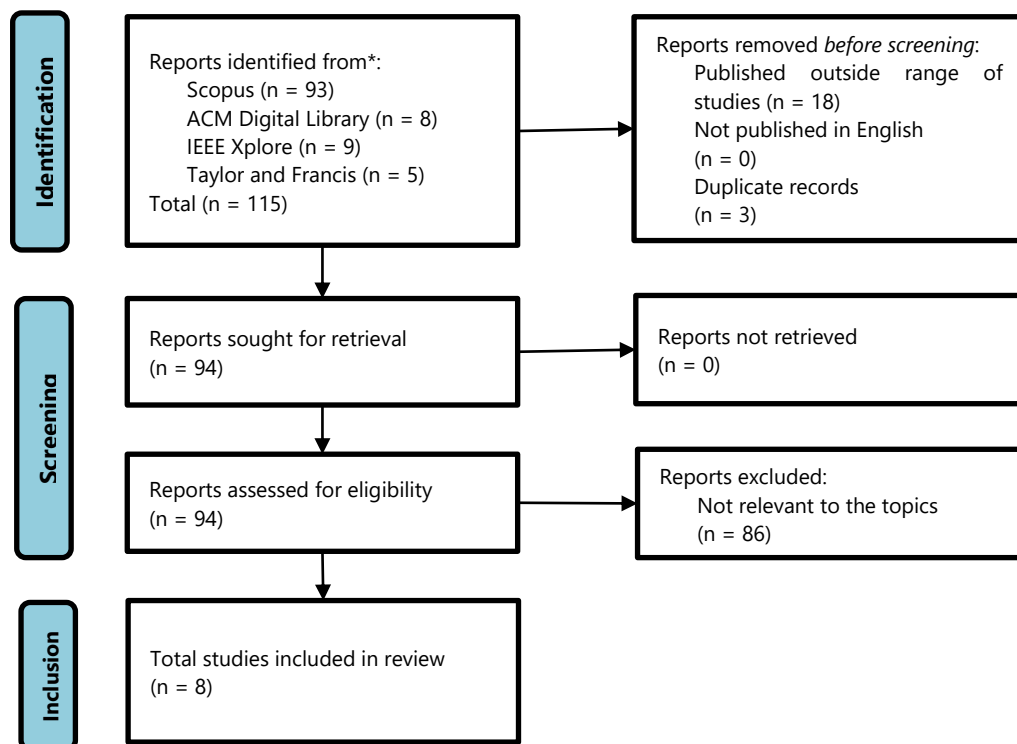 Identification
Reports identified from*:
Scopus (n = 93)
ACM Digital Library (n = 8)
IEEE Xplore (n = 9)
Taylor and Francis (n = 5)
Total (n = 115)
Reports removed before screening:
Published outside range of
studies (n = 18)
Not published in English
(n = 0)
Duplicate records
(n = 3)
Screening
Reports sought for retrieval
(n = 94)
Reports not retrieved
(n = 0)
Reports assessed for eligibility
(n = 94)
Reports excluded:
Not relevant to the topics
(n = 86)
Inclusion
Total studies included in review
(n = 8)